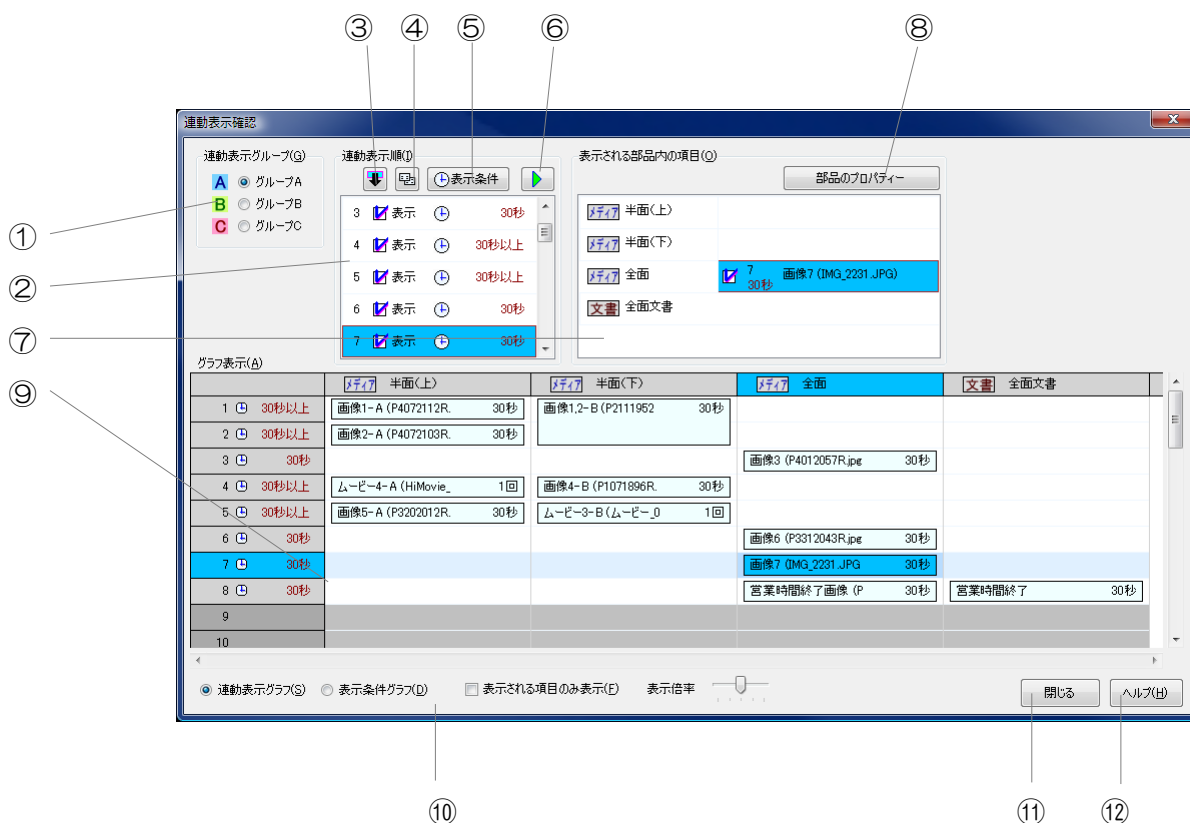 ③ ④ ⑤ ⑥ ⑧
連動表示確認
連動表示グループ(G)
A グループA
B グループB
C グループC
①
連動表示順(I)
表示条件
3 表示 30秒
4 表示 30秒以上
5 表示 30秒以上
6 表示 30秒
7 表示 30秒
②
⑦
表示される部品内の項目(O)
部品のプロパティー
メディア 半面(上)
メディア 半面(下)
メディア 全面 7 30秒 画像7 (IMG_2231.JPG)
文書 全面文書
グラフ表示(A)
⑨
メディア 半面(上) メディア 半面(下) メディア 全面 文書 全面文書
1 30秒以上 画像1-A (P4072112R. 30秒 画像1,2-B (P2111952 30秒
2 30秒以上 画像2-A (P4072103R. 30秒
3 30秒 画像3 (P4012057R.jpg 30秒
4 30秒以上 ムービー4-A (HiMovie_ 1回 画像4-B (P1071896R. 30秒
5 30秒以上 画像5-A (P3202012R. 30秒 ムービー3-B (ムービー_0 1回
6 30秒 画像6 (P3312043R.jpg 30秒
7 30秒 画像7 (IMG_2231.JPG 30秒
8 30秒 営業時間終了画像 (P 30秒 営業時間終了 30秒
9
10
連動表示グラフ(S) 表示条件グラフ(D) 表示される項目のみ表示(F) 表示倍率 閉じる ヘルプ(H)
⑩ ⑪ ⑫